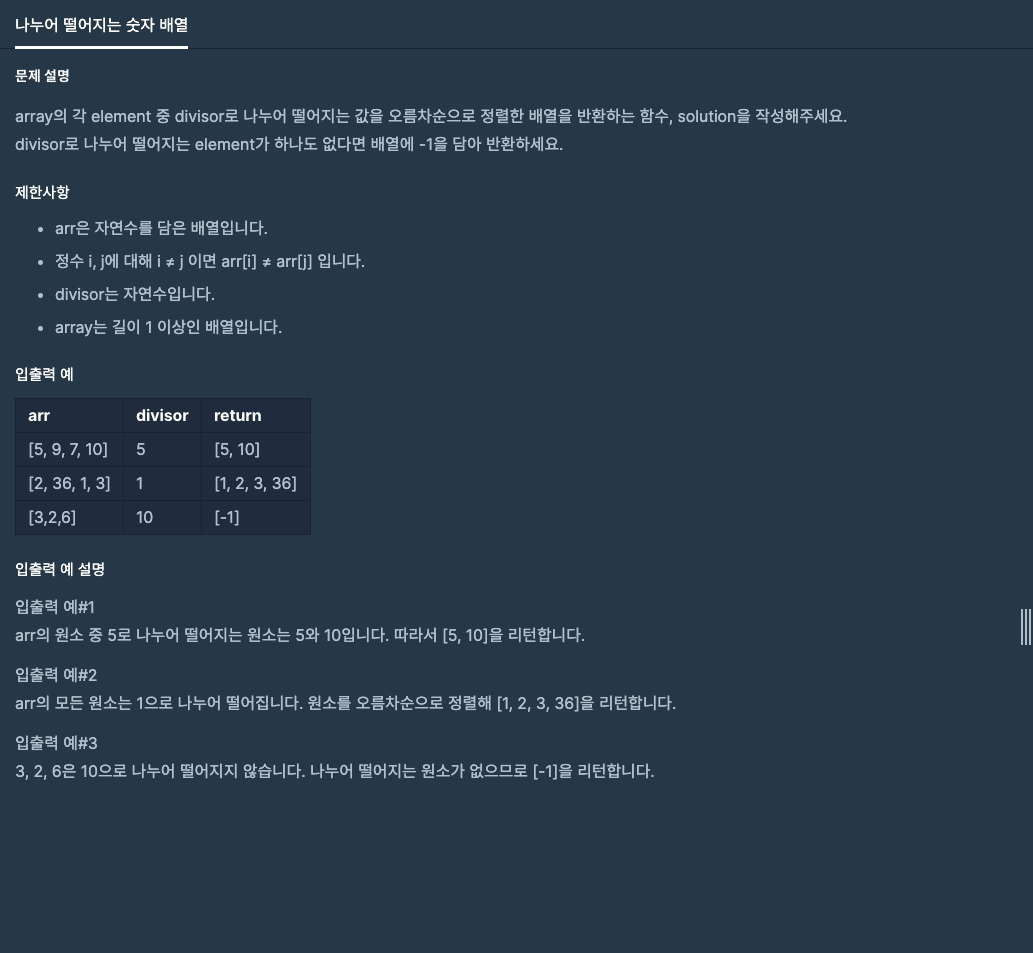 나누어 떨어지는 숫자 배열
문제 설명
array의 각 element 중 divisor로 나누어 떨어지는 값을 오름차순으로 정렬한 배열을 반환하는 함수, solution을 작성해주세요.
divisor로 나누어 떨어지는 element가 하나도 없다면 배열에 -1을 담아 반환하세요.
제한사항
• arr은 자연수를 담은 배열입니다.
• 정수 i, j에 대해 i ≠ j 이면 arr[i] ≠ arr[j] 입니다.
• divisor는 자연수입니다.
• array는 길이 1 이상인 배열입니다.
입출력 예
arr divisor return
[5, 9, 7, 10] 5 [5, 10]
[2, 36, 1, 3] 1 [1, 2, 3, 36]
[3,2,6] 10 [-1]
입출력 예 설명
입출력 예#1
arr의 원소 중 5로 나누어 떨어지는 원소는 5와 10입니다. 따라서 [5, 10]을 리턴합니다.
입출력 예#2
arr의 모든 원소는 1으로 나누어 떨어집니다. 원소를 오름차순으로 정렬해 [1, 2, 3, 36]을 리턴합니다.
입출력 예#3
3, 2, 6은 10으로 나누어 떨어지지 않습니다. 나누어 떨어지는 원소가 없으므로 [-1]을 리턴합니다.